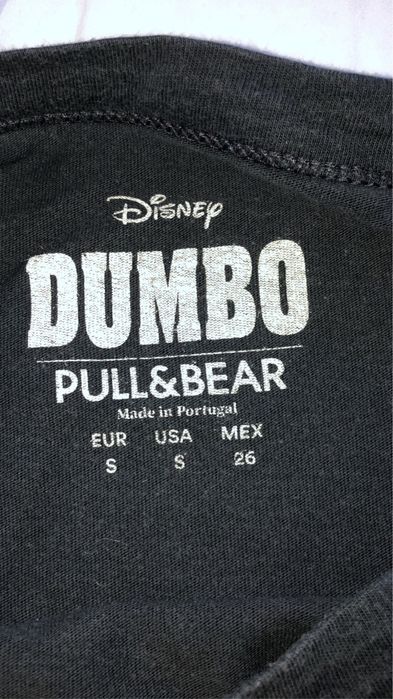 Disney
DUMBO
PULL&BEAR
Made in Portugal
EUR USA MEX
S S 26